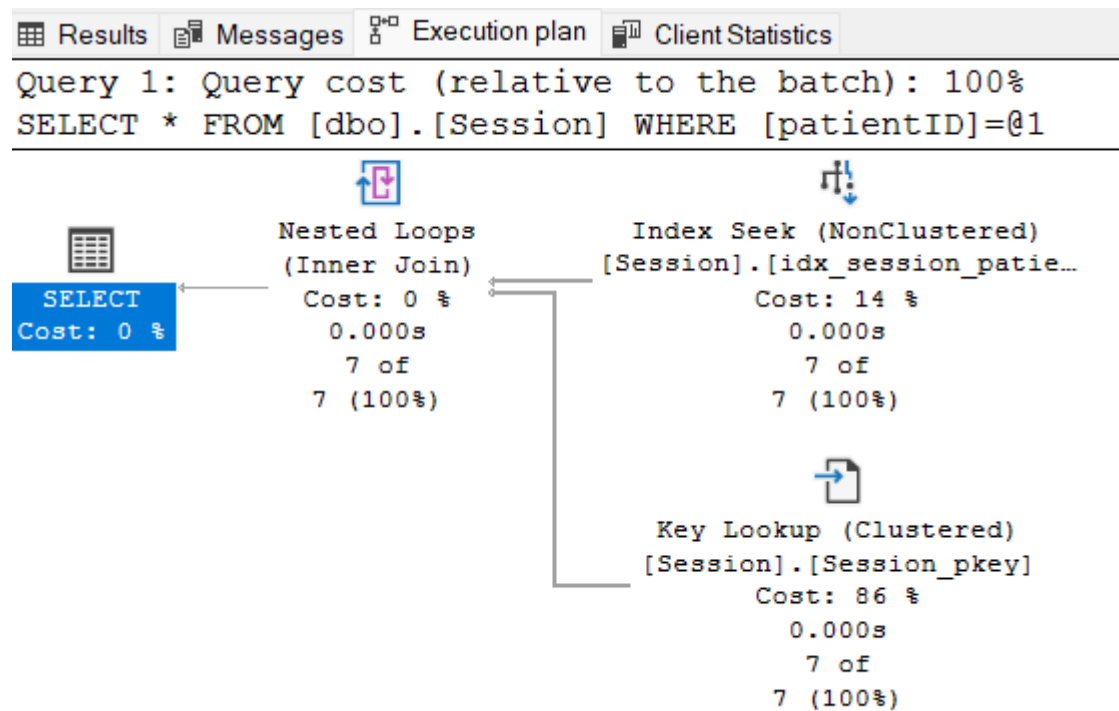 Results Messages Execution plan Client Statistics
Query 1: Query cost (relative to the batch): 100%
SELECT * FROM [dbo].[Session] WHERE [patientID]=@1
SELECT
Cost: 0 %
Nested Loops
(Inner Join)
Cost: 0 %
0.000s
7 of
7 (100%)
Index Seek (NonClustered)
[Session].[idx_session_patie…
Cost: 14 %
0.000s
7 of
7 (100%)
Key Lookup (Clustered)
[Session].[Session_pkey]
Cost: 86 %
0.000s
7 of
7 (100%)